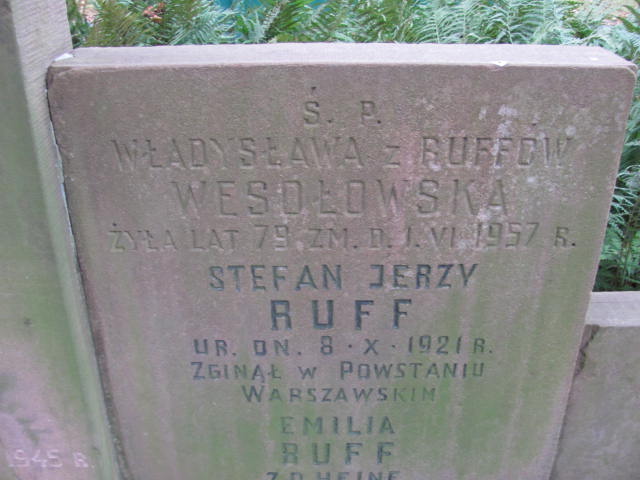 Ś. P.
WŁADYSŁAWA z RUFFÓW
WESOŁOWSKA
ŻYŁA LAT 79 ZM. D. 1. VI 1957 R.
STEFAN JERZY
RUFF
UR. DN. 8 · X · 1921 R.
ZGINĄŁ W POWSTANIU
WARSZAWSKIM
EMILIA
RUFF
Z D. HEINE
1945 R.